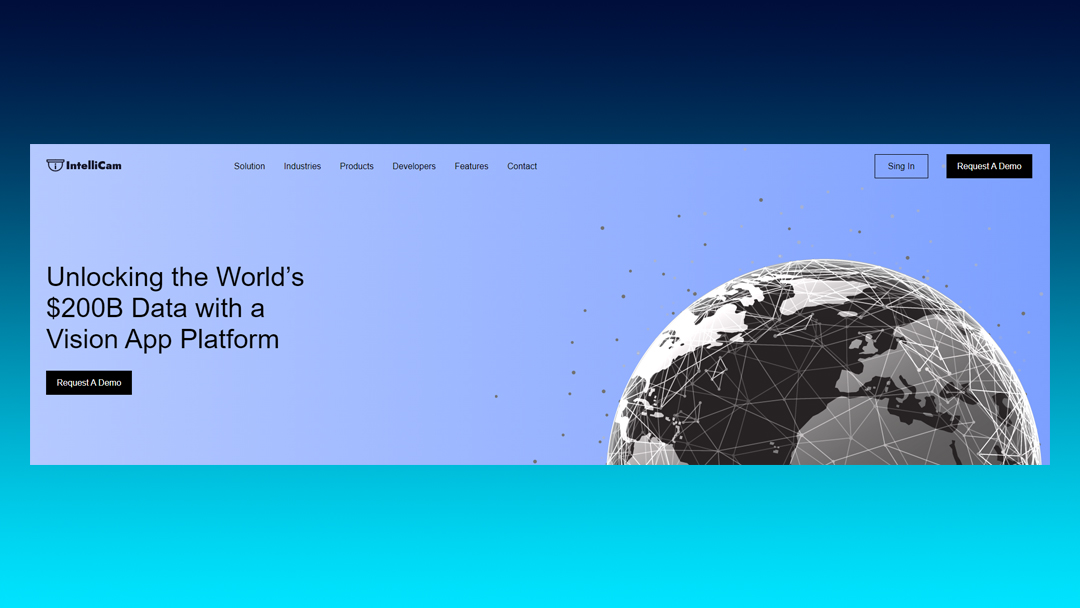 IntelliCam
Solution Industries Products Developers Features Contact
Sing In
Request A Demo
Unlocking the World’s
$200B Data with a
Vision App Platform
Request A Demo